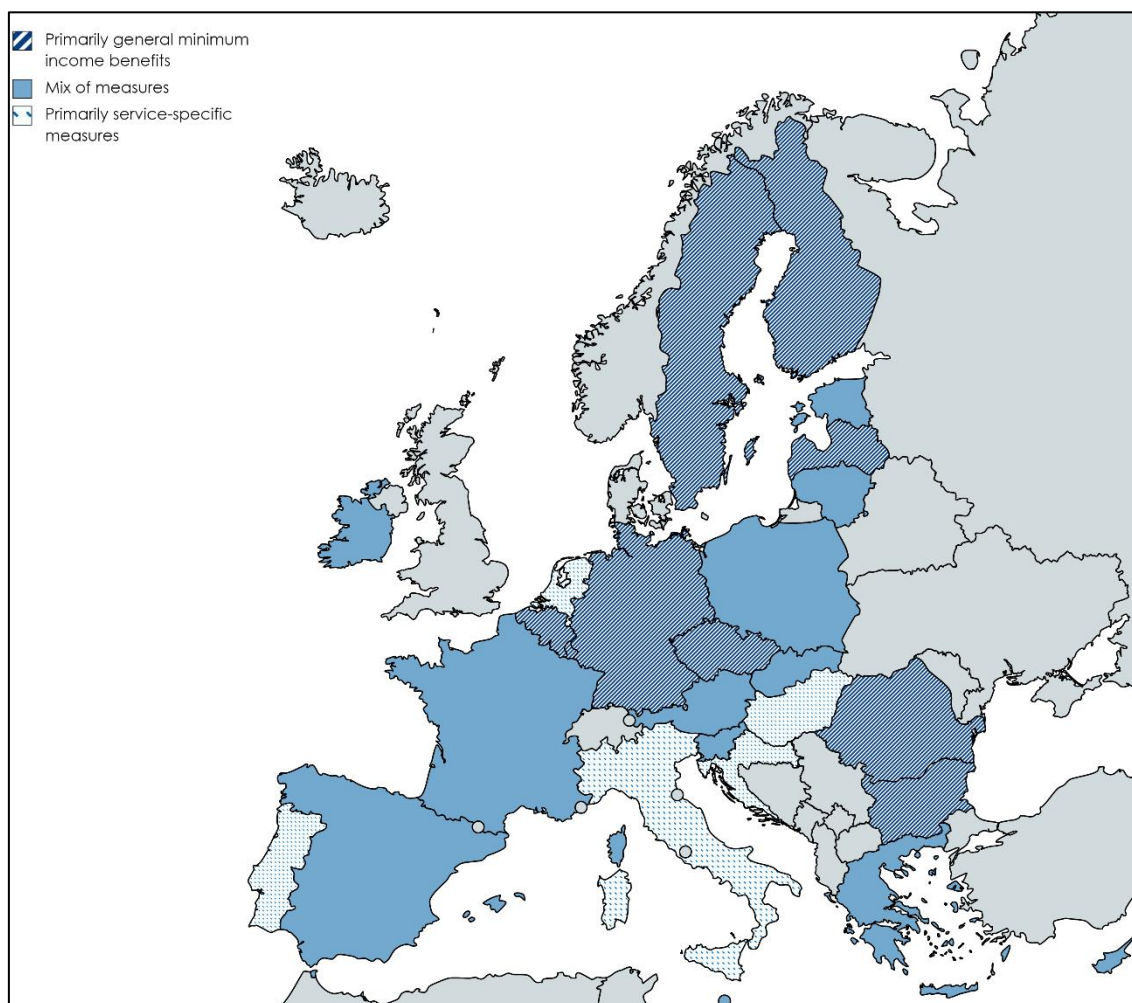 Primarily general minimum
income benefits
Mix of measures
Primarily service-specific
measures